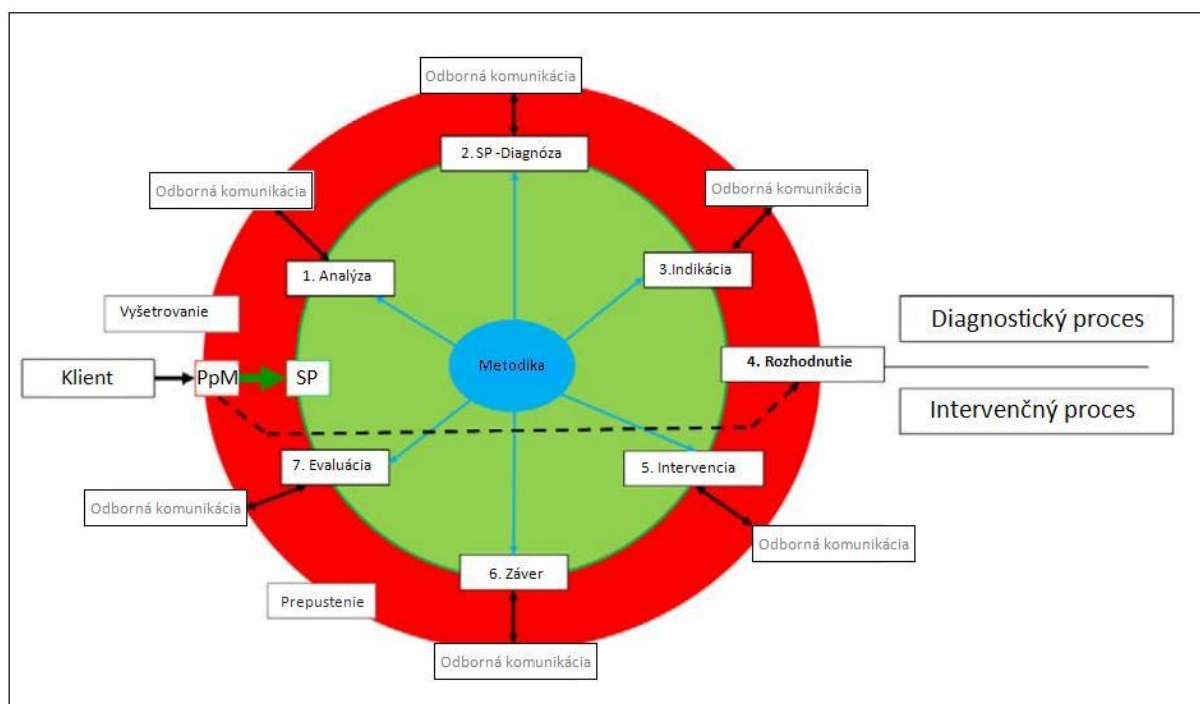 Odborná komunikácia
2. SP -Diagnóza
Odborná komunikácia
Odborná komunikácia
1. Analýza
3.Indikácia
Vyšetrovanie
Diagnostický proces
Klient
PpM
SP
Metodika
4. Rozhodnutie
Intervenčný proces
7. Evaluácia
5. Intervencia
Odborná komunikácia
Odborná komunikácia
6. Záver
Prepustenie
Odborná komunikácia